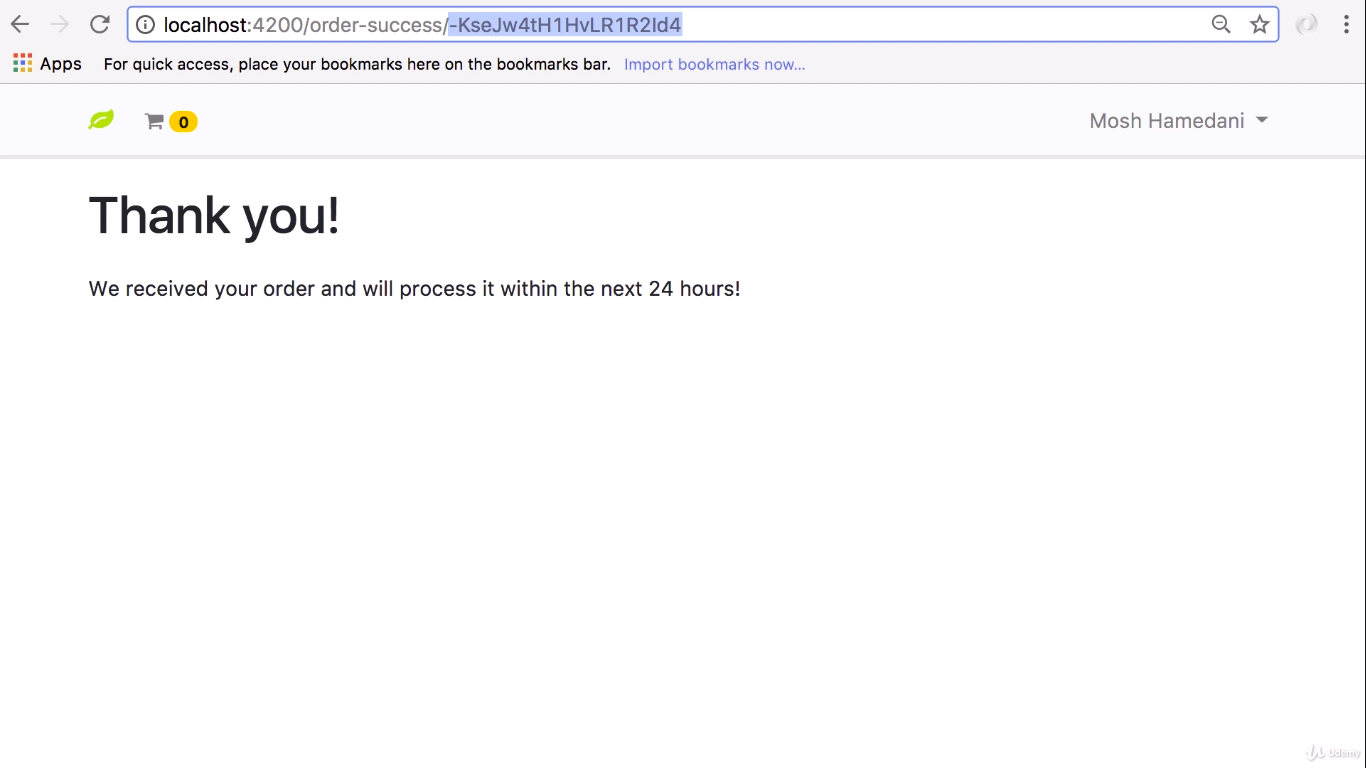 localhost:4200/order-success/-KseJw4tH1HvLR1R2Id4
Apps For quick access, place your bookmarks here on the bookmarks bar. Import bookmarks now...
0 Mosh Hamedani
Thank you!
We received your order and will process it within the next 24 hours!
Udemy